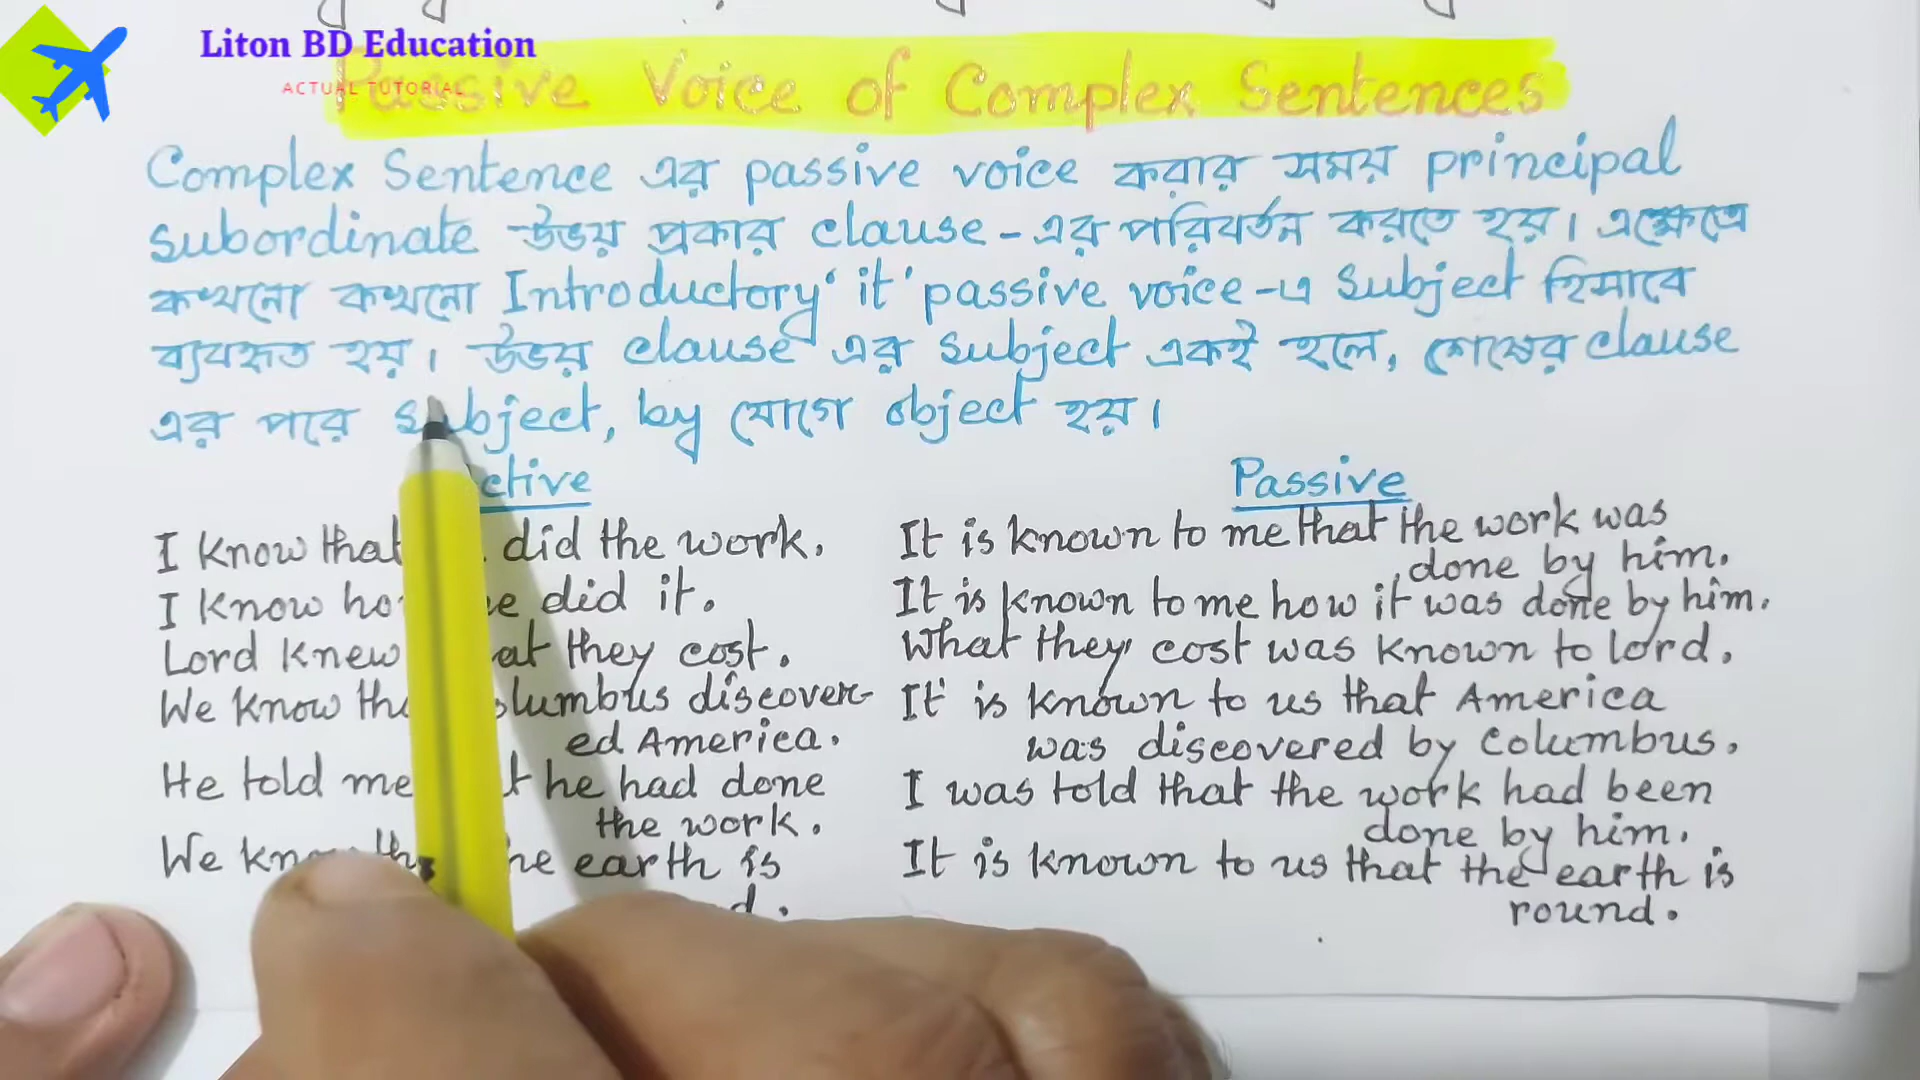 Liton BD Education
ACTUAL TUTORIAL
Passive Voice of Complex Sentences
Complex Sentence এর passive voice করার সময় principal
subordinate উভয় প্রকার clause-এর পরিবর্তন করতে হয়। এক্ষেত্রে
কখনো কখনো Introductory 'it' passive voice-এ subject হিসাবে
ব্যবহৃত হয়। উভয় clause এর subject একই হলে, শেষের clause
এর পরে subject, by যোগে object হয়।
ctive Passive
I know that did the work. It is known to me that the work was
done by him.
I know ho e did it. It is known to me how it was done by him.
Lord knew at they cost. What they cost was known to lord.
We know tha olumbus discover- It is known to us that America
ed America. was discovered by Columbus.
He told me t he had done I was told that the work had been
the work. done by him.
We know th he earth is It is known to us that the earth is
d. round.